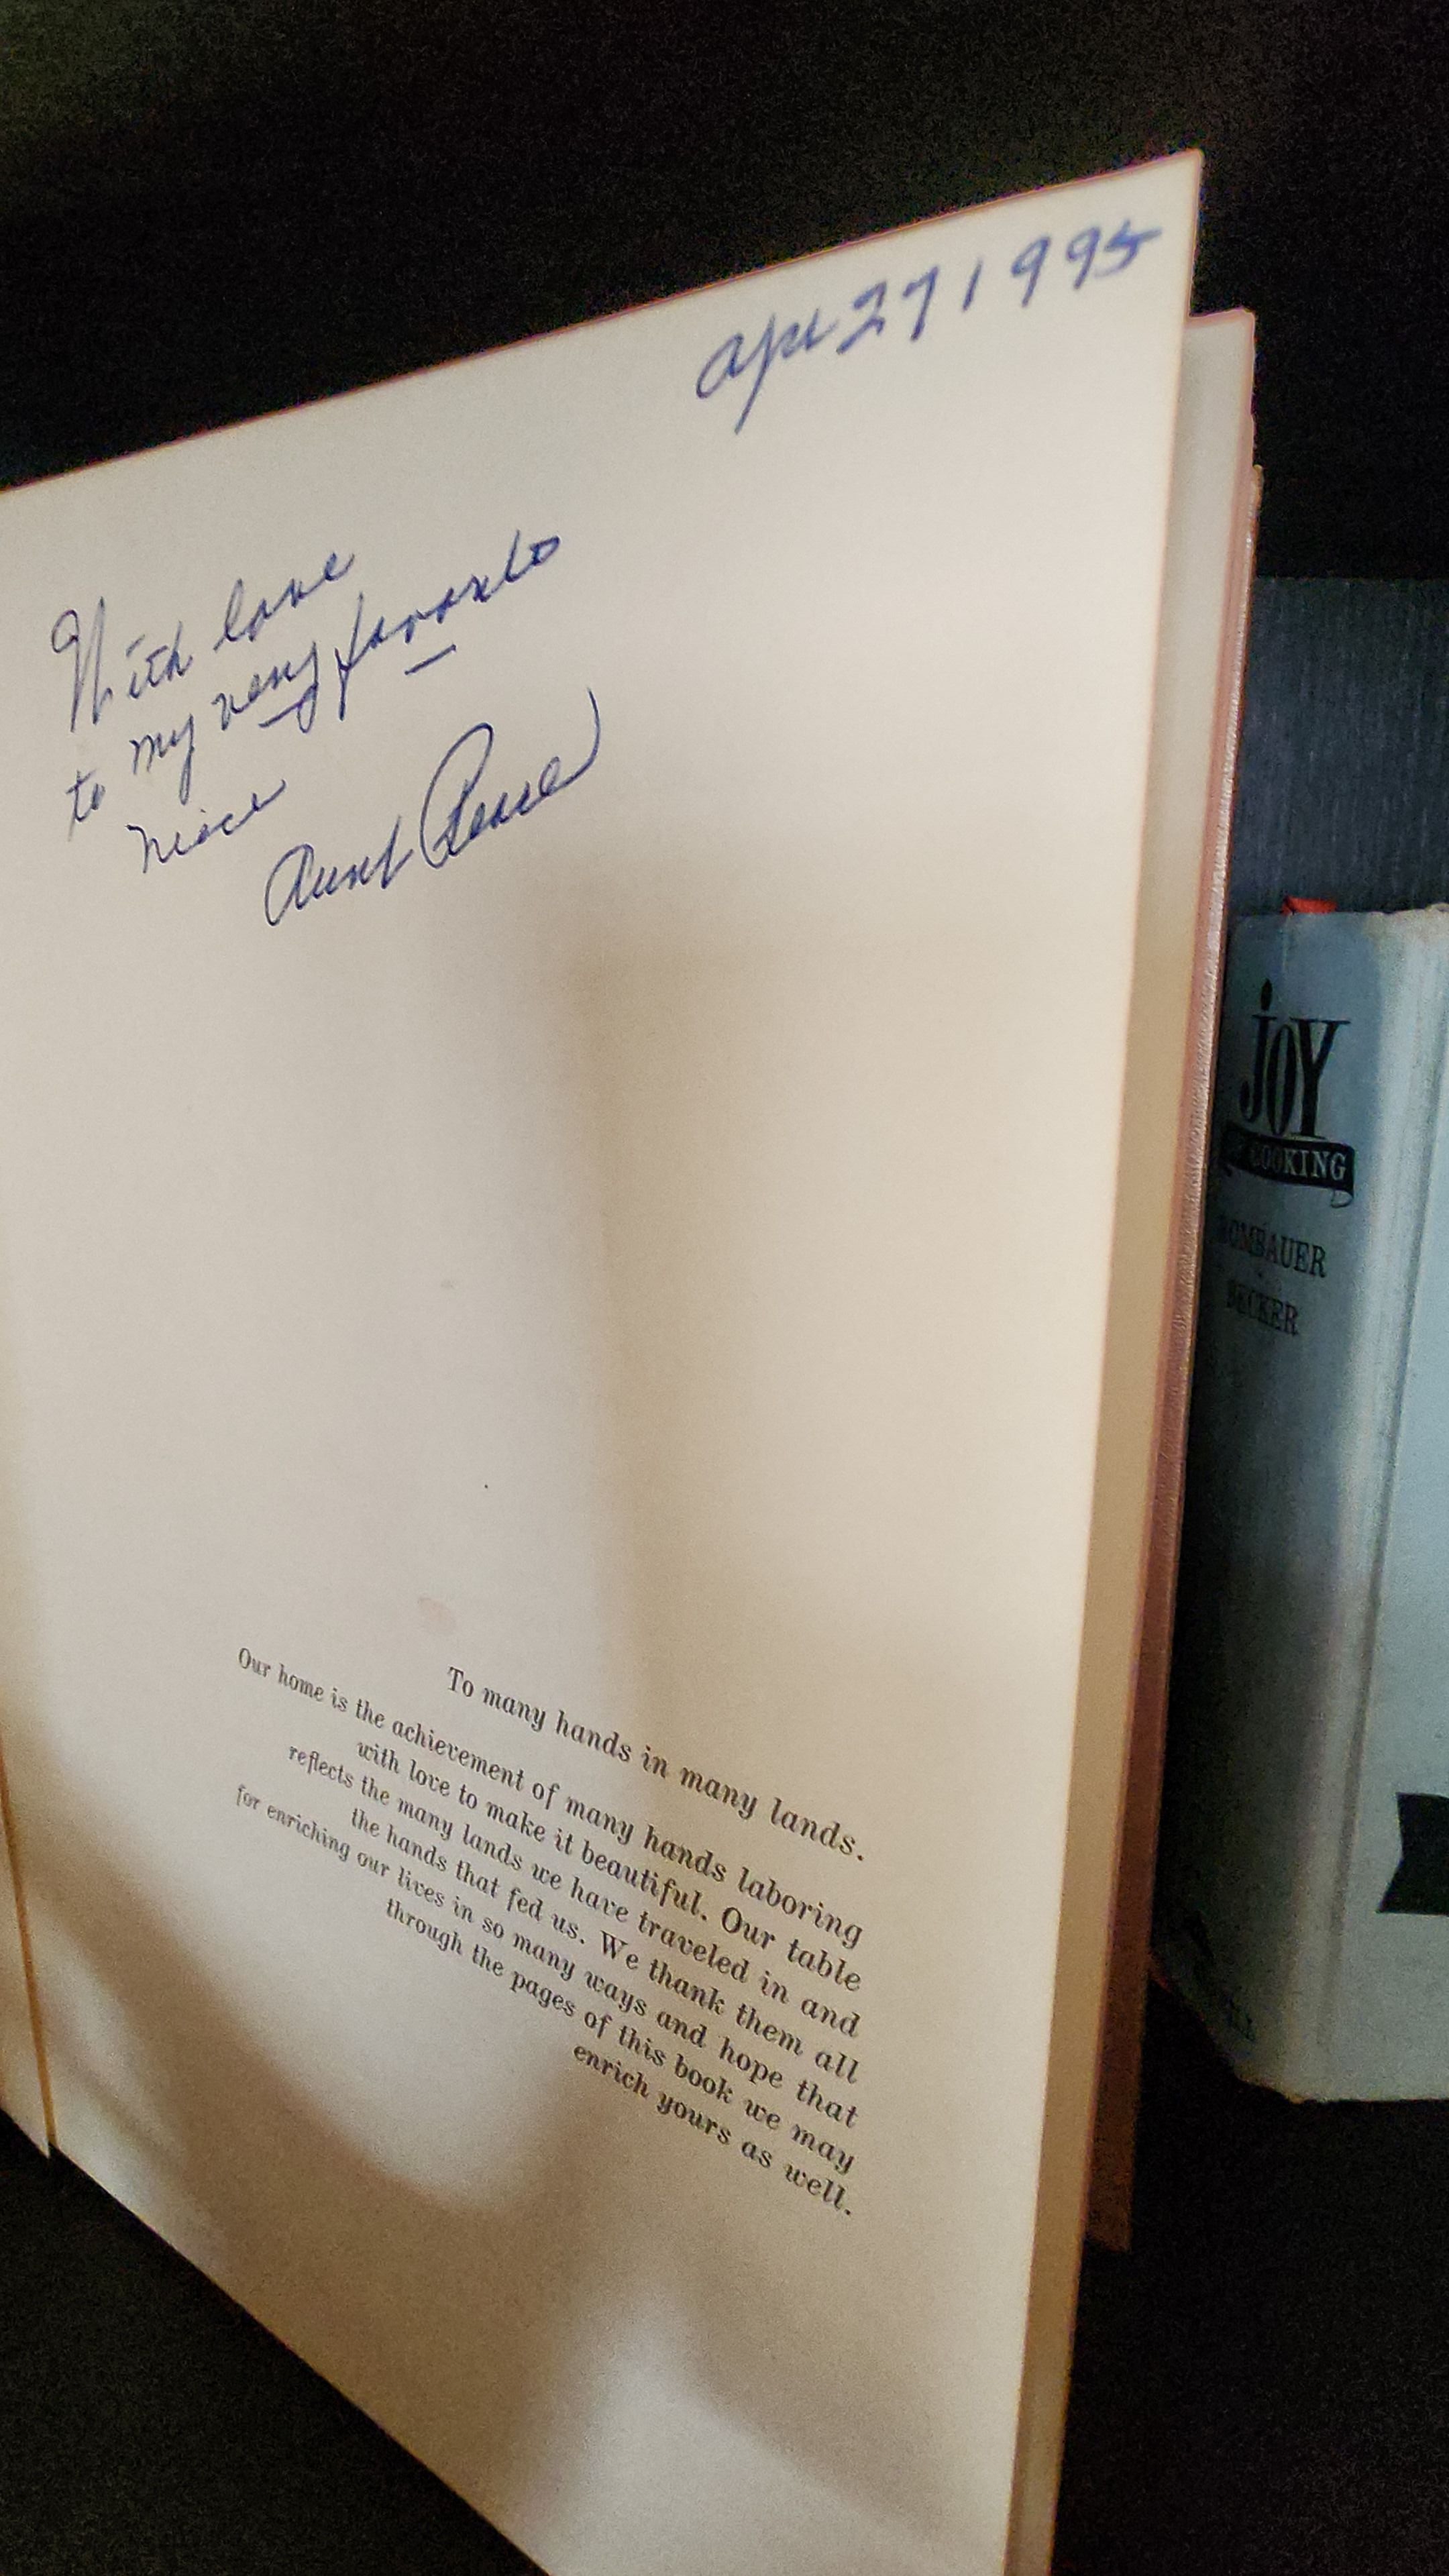 Apr 27 1995
With love
to my very favorite
niece
Aunt
To many hands in many lands.
Our home is the achievement of many hands laboring
with love to make it beautiful. Our table
reflects the many lands we have traveled in and
the hands that fed us. We thank them all
for enriching our lives in so many ways and hope that
through the pages of this book we may
enrich yours as well.
JOY
COOKING
ROMBAUER
BECKER